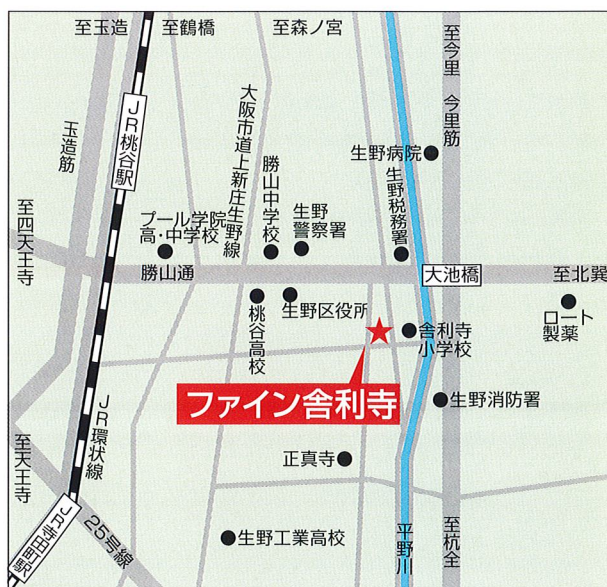 至玉造
至鶴橋
至森ノ宮
至今里
今里筋
JR桃谷駅
玉造筋
大阪市道上新庄生野線
勝山中学校
生野病院
生野税務署
プール学院
高・中学校
生野
警察署
至四天王寺
勝山通
大池橋
至北巽
桃谷高校
生野区役所
舎利寺
小学校
ロート
製薬
ファイン舎利寺
生野消防署
JR環状線
至天王寺
正真寺
JR寺田町駅
25号線
生野工業高校
平野川
至杭全